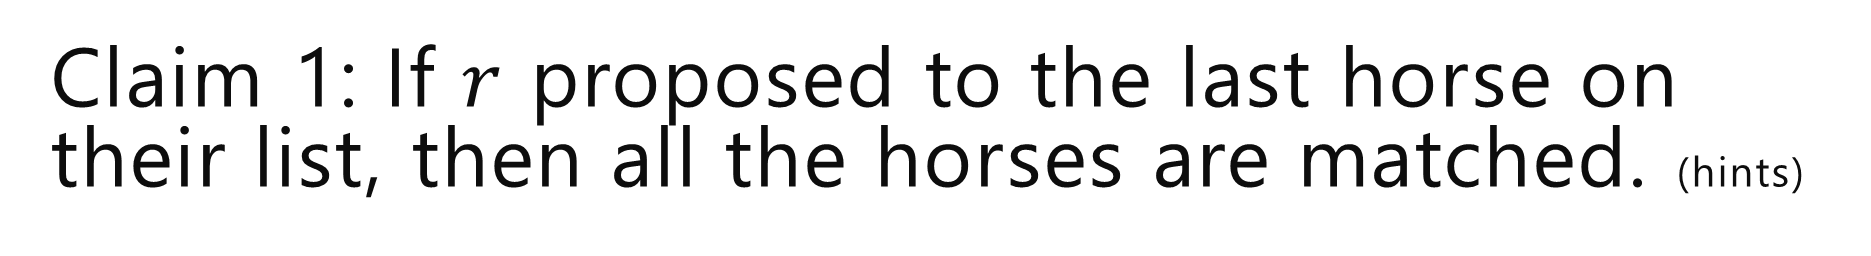 Claim 1: If r proposed to the last horse on
their list, then all the horses are matched. (hints)